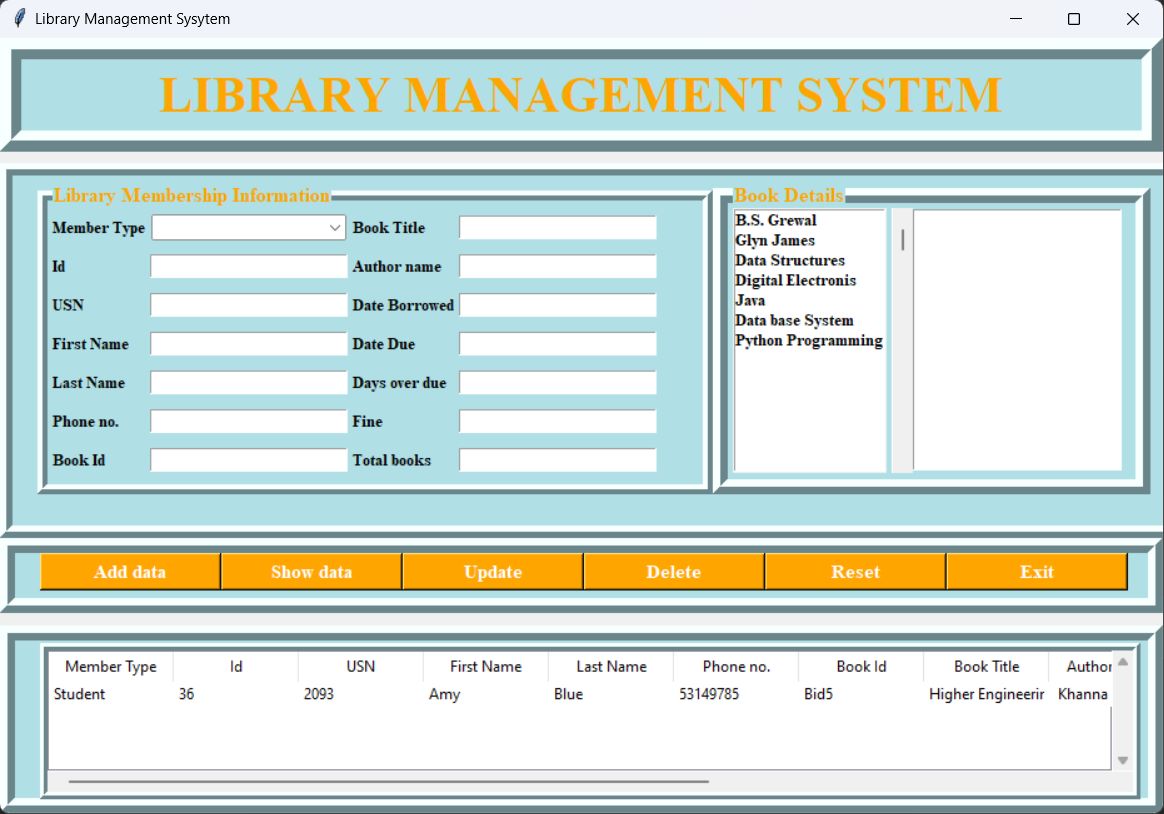 Library Management Sysytem
LIBRARY MANAGEMENT SYSTEM
Library Membership Information
Member Type
Book Title
Id
Author name
USN
Date Borrowed
First Name
Date Due
Last Name
Days over due
Phone no.
Fine
Book Id
Total books
Book Details
B.S. Grewal
Glyn James
Data Structures
Digital Electronis
Java
Data base System
Python Programming
Add data Show data Update Delete Reset Exit
Member Type Id USN First Name Last Name Phone no. Book Id Book Title Author
Student 36 2093 Amy Blue 53149785 Bid5 Higher Engineerir Khanna